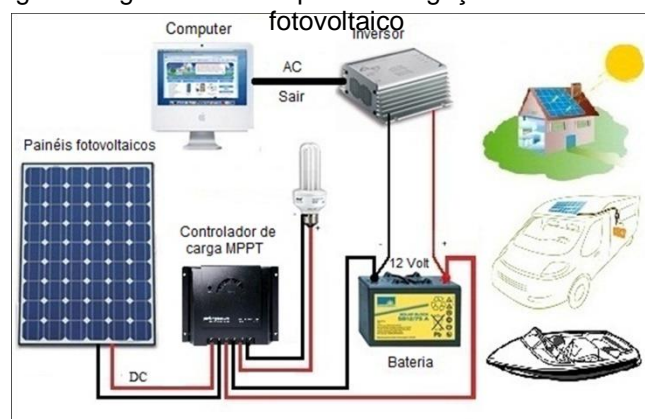 fotovoltaico
Computer
Inversor
AC
Sair
Painéis fotovoltaicos
Controlador de
carga MPPT
-
+
-
+
12 Volt
DC
Bateria